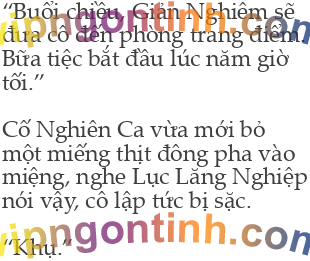 “Buổi chiều, Giản Nghiêm sẽ
đưa cô đến phòng trang điểm.
Bữa tiệc bắt đầu lúc năm giờ
tối.”
Cố Nghiên Ca vừa mới bỏ
một miếng thịt đông pha vào
miệng, nghe Lục Lăng Nghiệp
nói vậy, cô lập tức bị sặc.
vipngontinh.com
“Khụ.”